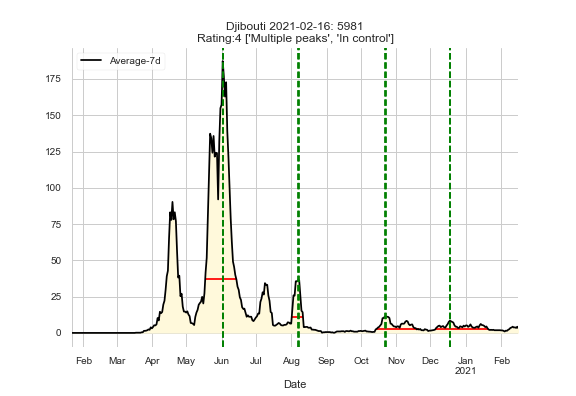 Djibouti 2021-02-16: 5981
Rating:4 ['Multiple peaks', 'In control']
Average-7d
175
150
125
100
75
50
25
0
Feb Mar Apr May Jun Jul Aug Sep Oct Nov Dec Jan Feb
2021
Date